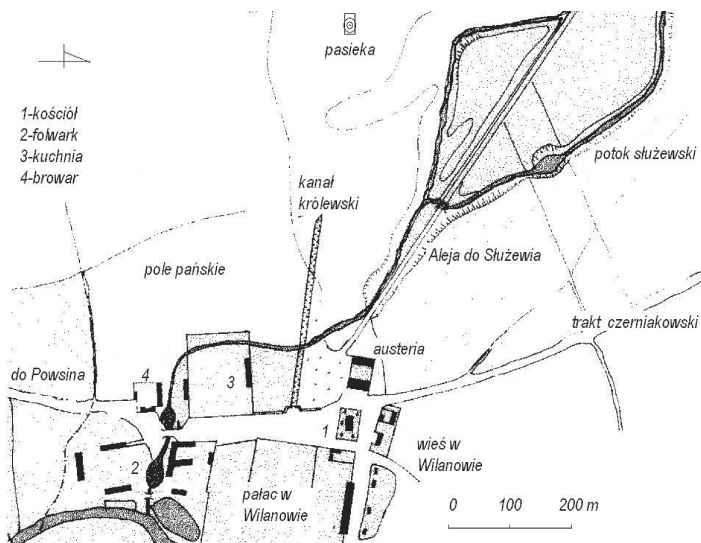 pasieka
1-kościół
2-folwark
3-kuchnia
4-browar
potok służewski
kanał
królewski
Aleja do Służewia
pole pańskie
trakt czerniakowski
austeria
do Powsina
4
3
1
wieś w
Wilanowie
2
pałac w
Wilanowie
0 100 200 m